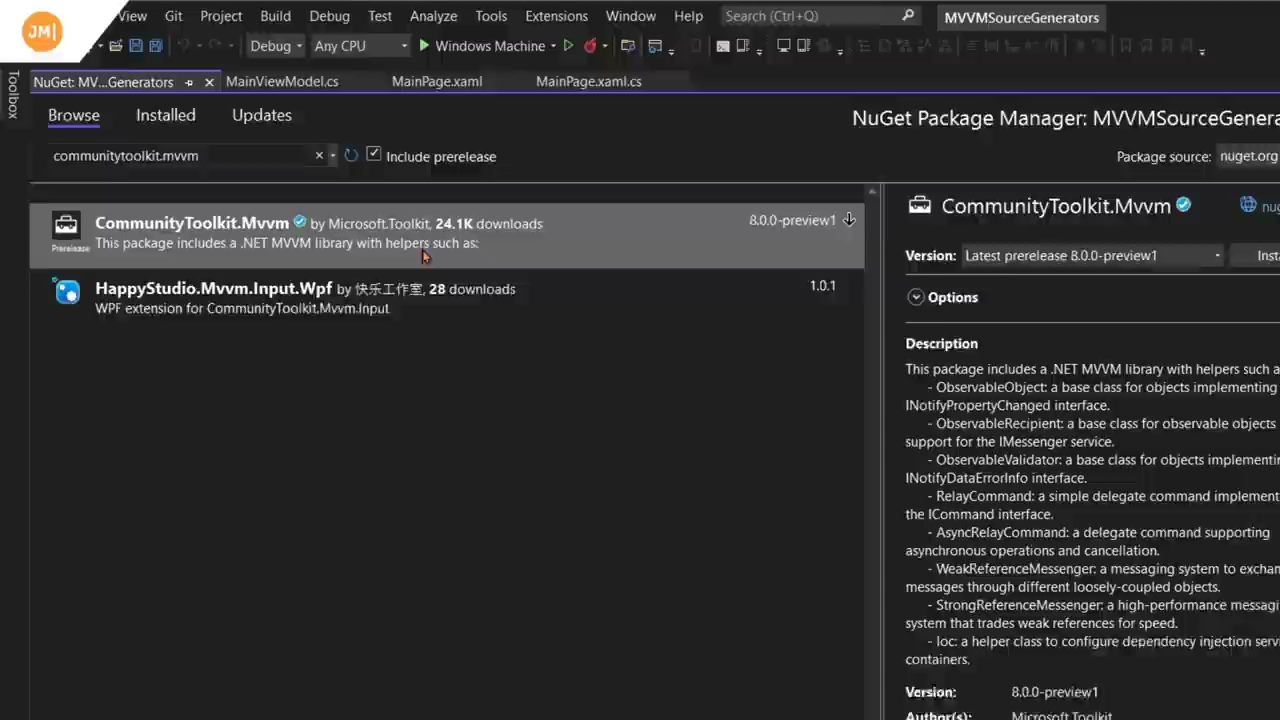 JM|
View Git Project Build Debug Test Analyze Tools Extensions Window Help Search (Ctrl+Q) MVVMSourceGenerators
Debug Any CPU Windows Machine
Toolbox
NuGet: MV...Generators MainViewModel.cs MainPage.xaml MainPage.xaml.cs
Browse Installed Updates
NuGet Package Manager: MVVMSourceGenera
communitytoolkit.mvvm Include prerelease
Package source: nuget.org
CommunityToolkit.Mvvm by Microsoft.Toolkit, 24.1K downloads 8.0.0-preview1
This package includes a .NET MVVM library with helpers such as:
Prerelease
HappyStudio.Mvvm.Input.Wpf by 快乐工作室, 28 downloads 1.0.1
WPF extension for CommunityToolkit.Mvvm.Input
CommunityToolkit.Mvvm nug
Version: Latest prerelease 8.0.0-preview1 Insta
Options
Description
This package includes a .NET MVVM library with helpers such a
- ObservableObject: a base class for objects implementing
INotifyPropertyChanged interface.
- ObservableRecipient: a base class for observable objects
support for the IMessenger service.
- ObservableValidator: a base class for objects implementin
INotifyDataErrorInfo interface.
- RelayCommand: a simple delegate command implement
the ICommand interface.
- AsyncRelayCommand: a delegate command supporting
asynchronous operations and cancellation.
- WeakReferenceMessenger: a messaging system to exchan
messages through different loosely-coupled objects.
- StrongReferenceMessenger: a high-performance messagi
system that trades weak references for speed.
- Ioc: a helper class to configure dependency injection servi
containers.
Version: 8.0.0-preview1
Author(s): Microsoft.Toolkit